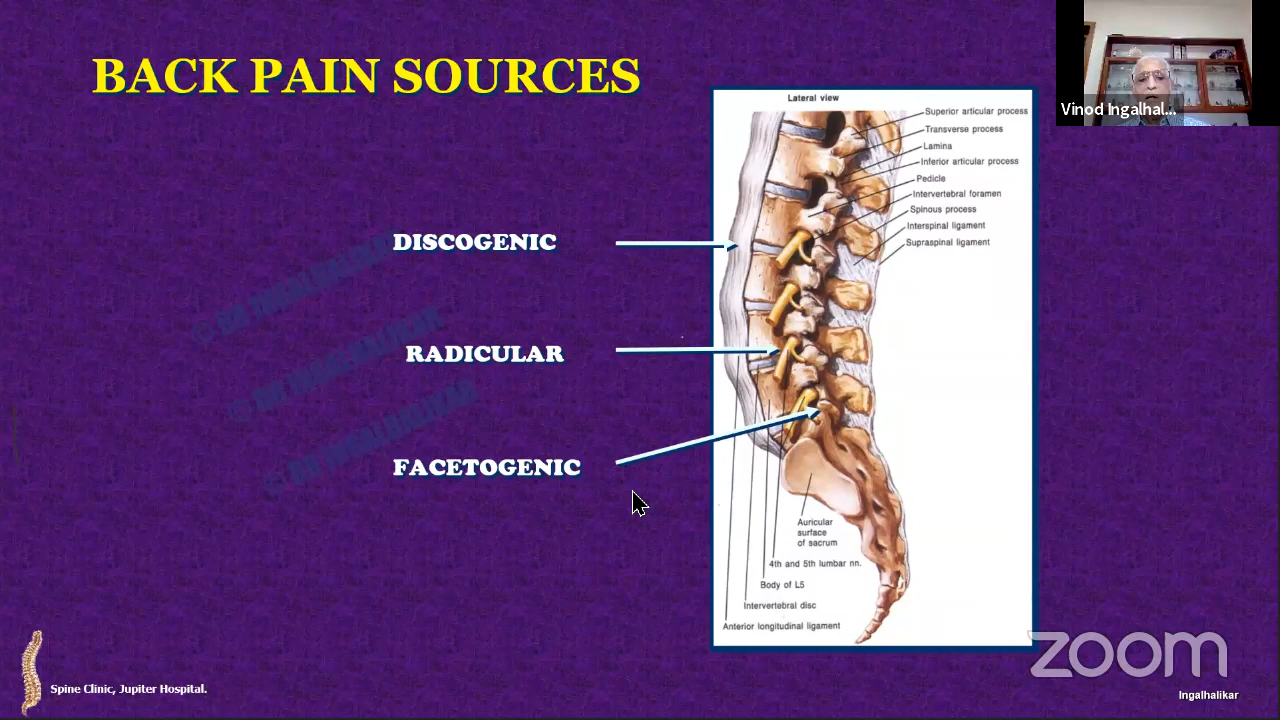 BACK PAIN SOURCES
Vinod Ingalhal...
Lateral view
Superior articular process
Transverse process
Lamina
Inferior articular process
Pedicle
Intervertebral foramen
Spinous process
Interspinal ligament
Supraspinal ligament
DISCOGENIC
RADICULAR
FACETOGENIC
Auricular
surface
of sacrum
4th and 5th lumbar nn.
Body of L5
Intervertebral disc
Anterior longitudinal ligament
zoom
Spine Clinic, Jupiter Hospital.
Ingalhalikar